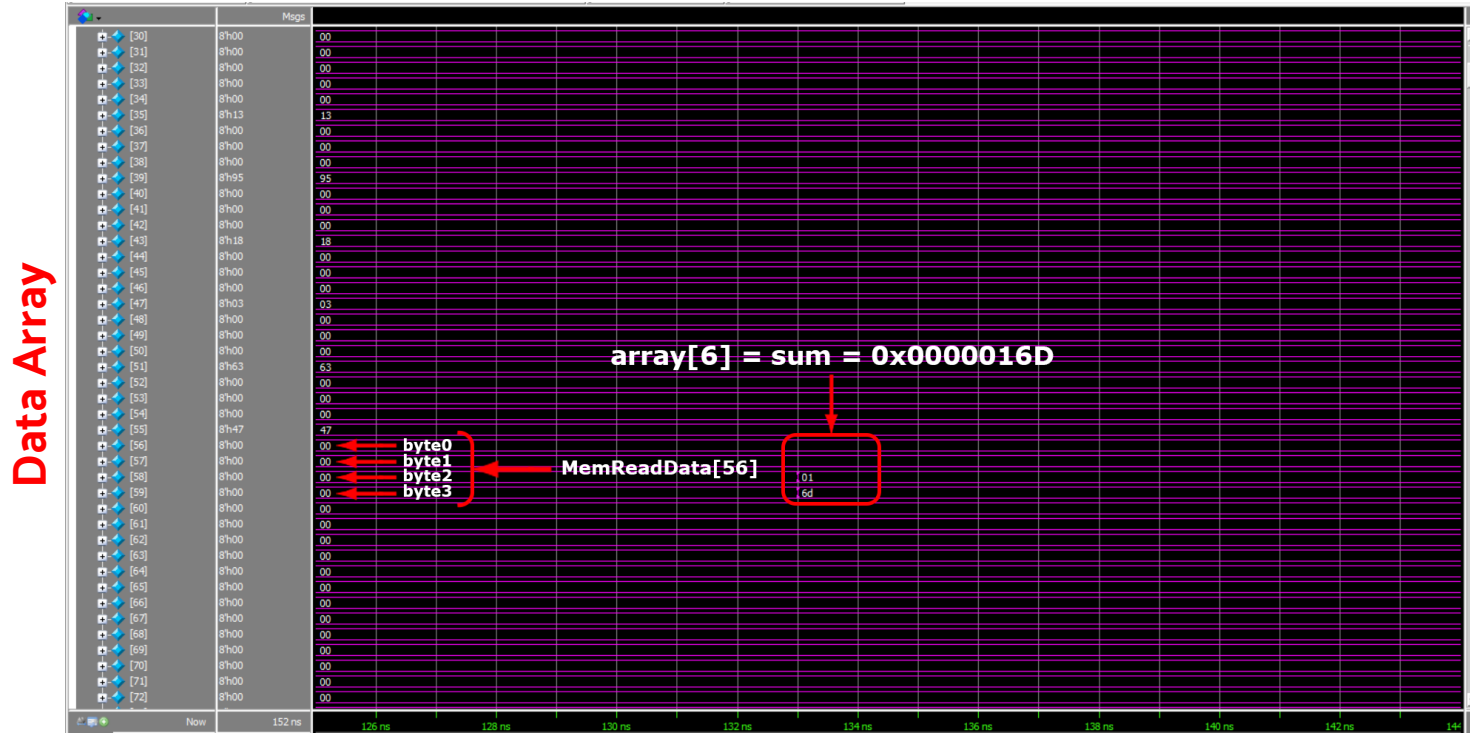 Data Array
Msgs
[30] 8'h00 00
[31] 8'h00 00
[32] 8'h00 00
[33] 8'h00 00
[34] 8'h00 00
[35] 8'h13 13
[36] 8'h00 00
[37] 8'h00 00
[38] 8'h00 00
[39] 8'h95 95
[40] 8'h00 00
[41] 8'h00 00
[42] 8'h00 00
[43] 8'h18 18
[44] 8'h00 00
[45] 8'h00 00
[46] 8'h00 00
[47] 8'h03 03
[48] 8'h00 00
[49] 8'h00 00
[50] 8'h00 00
array[6] = sum = 0x0000016D
[51] 8'h63 63
[52] 8'h00 00
[53] 8'h00 00
[54] 8'h00 00
[55] 8'h47 47
[56] 8'h00 00 byte0
[57] 8'h00 00 byte1
MemReadData[56]
[58] 8'h00 00 byte2 01
[59] 8'h00 00 byte3 6d
[60] 8'h00 00
[61] 8'h00 00
[62] 8'h00 00
[63] 8'h00 00
[64] 8'h00 00
[65] 8'h00 00
[66] 8'h00 00
[67] 8'h00 00
[68] 8'h00 00
[69] 8'h00 00
[70] 8'h00 00
[71] 8'h00 00
[72] 8'h00 00
Now 152 ns 126 ns 128 ns 130 ns 132 ns 134 ns 136 ns 138 ns 140 ns 142 ns 144